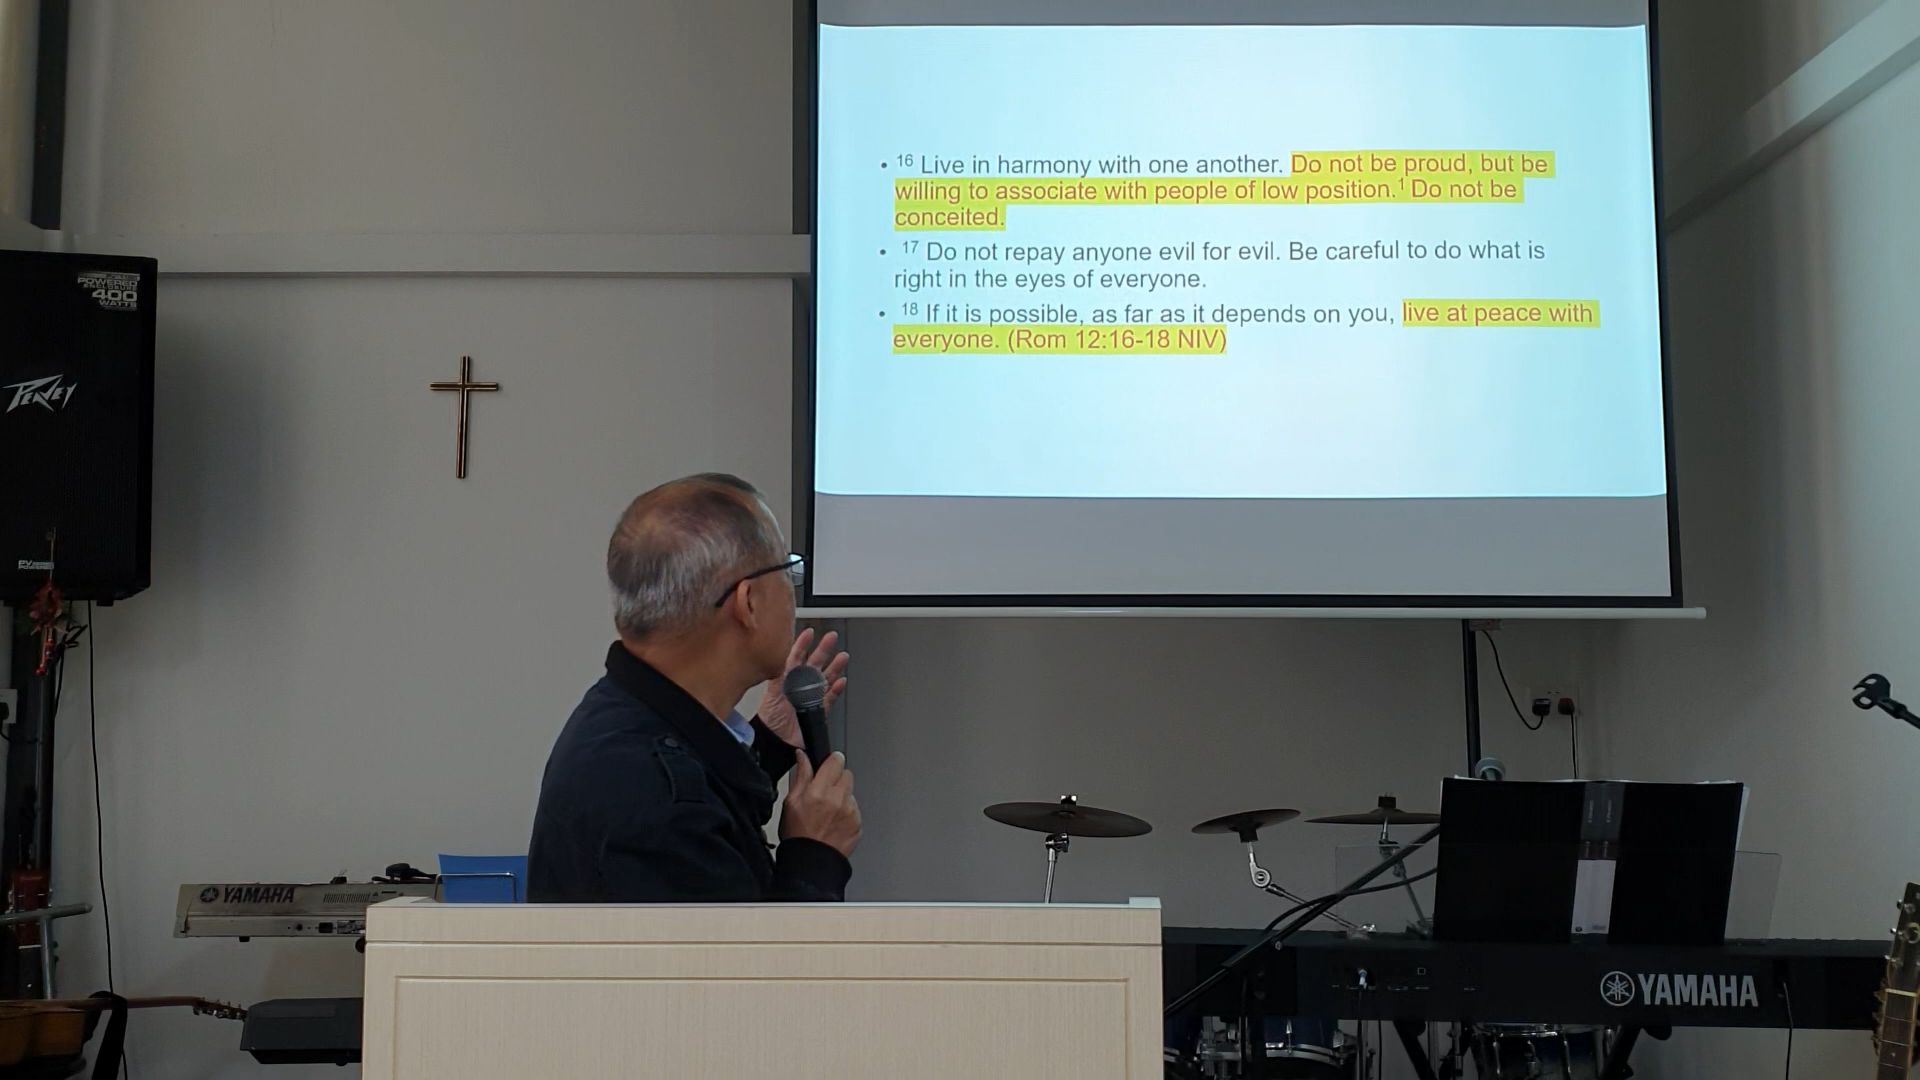 • 16 Live in harmony with one another. Do not be proud, but be
willing to associate with people of low position.1 Do not be
conceited.
• 17 Do not repay anyone evil for evil. Be careful to do what is
right in the eyes of everyone.
• 18 If it is possible, as far as it depends on you, live at peace with
everyone. (Rom 12:16-18 NIV)
POWERED
ENCLOSURE
400
WATTS
PEAVEY
PV
POWERED
YAMAHA
YAMAHA